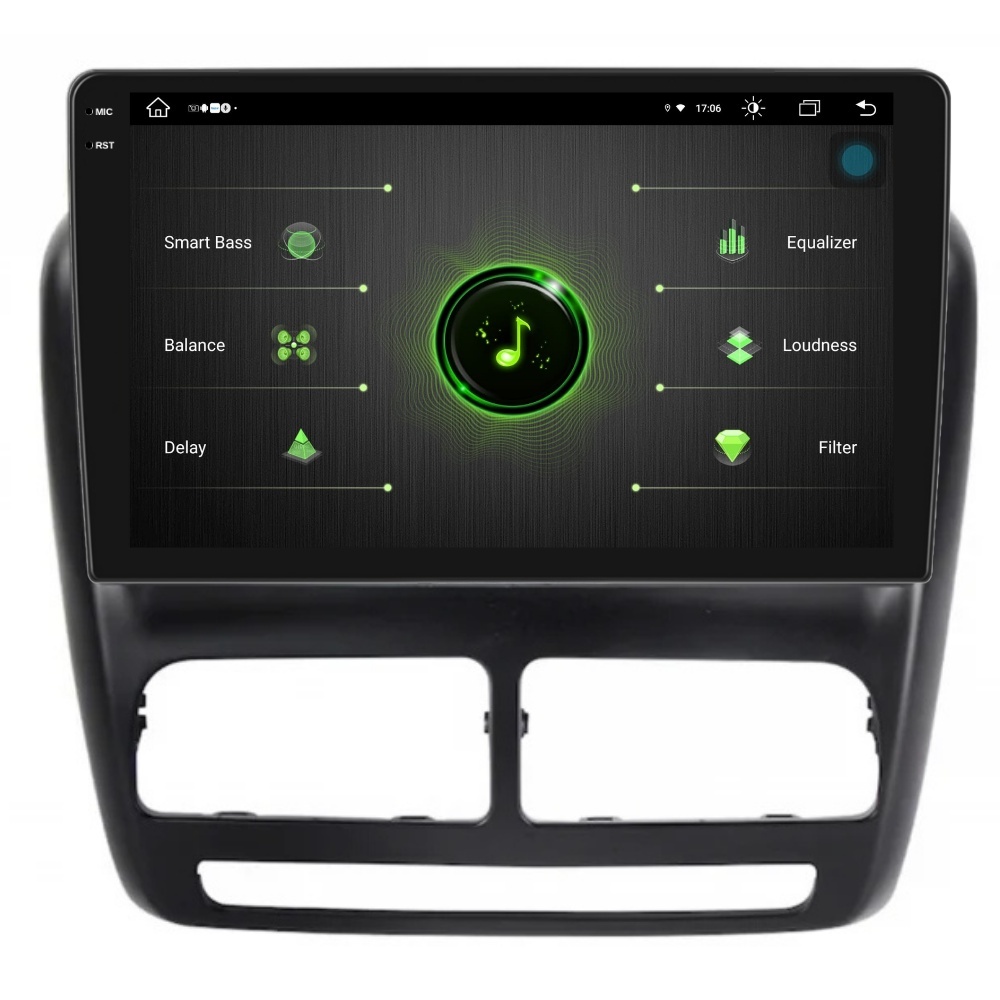 MIC
17:06
RST
Smart Bass
Equalizer
Balance
Loudness
Delay
Filter